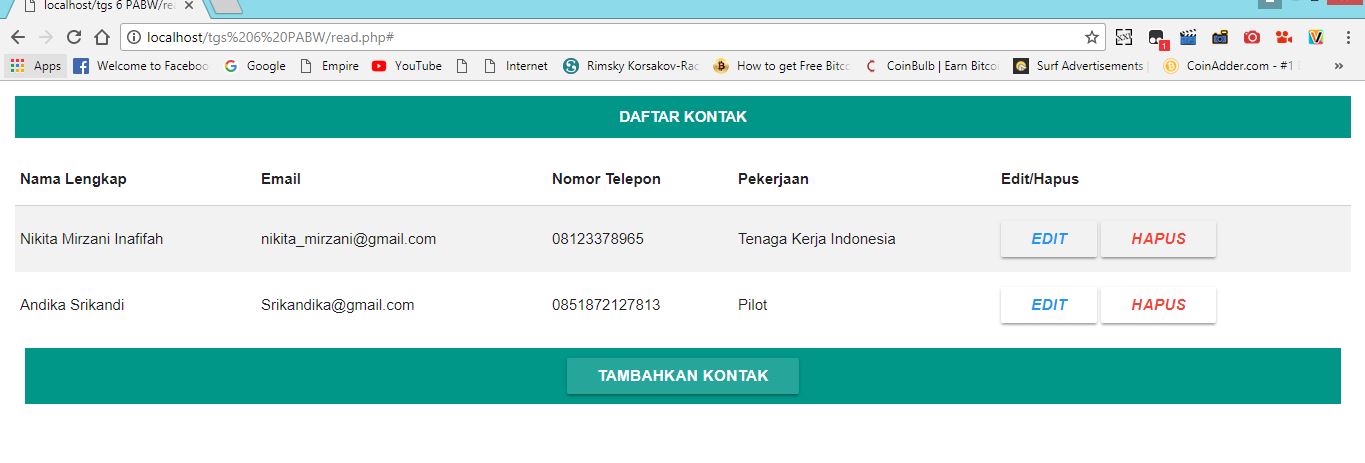 localhost/tgs 6 PABW/rea
localhost/tgs%206%20PABW/read.php#
1
Apps Welcome to Faceboo Google Empire YouTube Internet Rimsky Korsakov-Rac How to get Free Bitco CoinBulb | Earn Bitcoi Surf Advertisements | CoinAdder.com - #1 »
DAFTAR KONTAK
Nama Lengkap Email Nomor Telepon Pekerjaan Edit/Hapus
Nikita Mirzani Inafifah nikita_mirzani@gmail.com 08123378965 Tenaga Kerja Indonesia EDIT HAPUS
Andika Srikandi Srikandika@gmail.com 0851872127813 Pilot EDIT HAPUS
TAMBAHKAN KONTAK